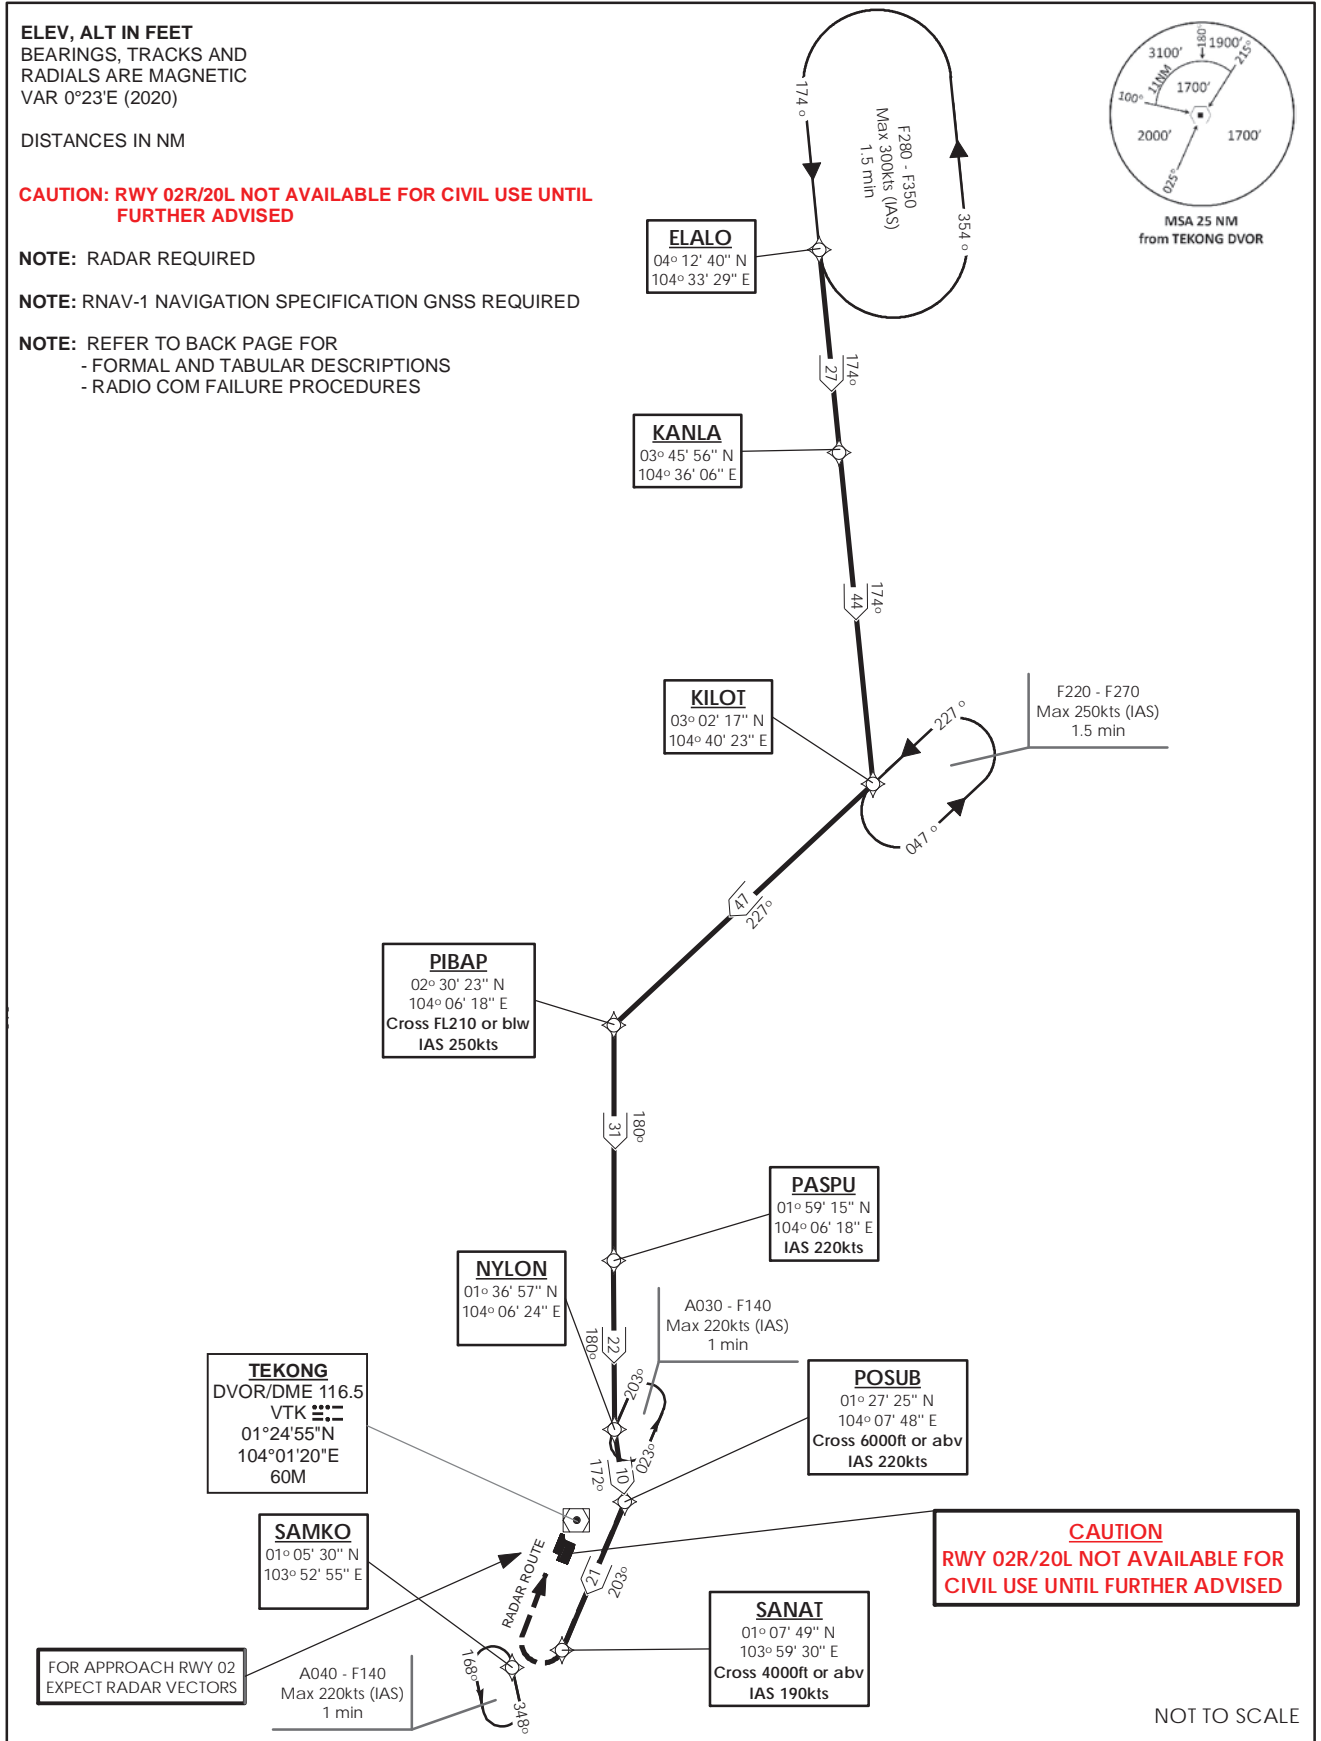 ELEV, ALT IN FEET
BEARINGS, TRACKS AND
RADIALS ARE MAGNETIC
VAR 0°23'E (2020)
DISTANCES IN NM
CAUTION: RWY 02R/20L NOT AVAILABLE FOR CIVIL USE UNTIL
FURTHER ADVISED
NOTE: RADAR REQUIRED
NOTE: RNAV-1 NAVIGATION SPECIFICATION GNSS REQUIRED
NOTE: REFER TO BACK PAGE FOR
- FORMAL AND TABULAR DESCRIPTIONS
- RADIO COM FAILURE PROCEDURES
3100'
180°
1900'
215°
11NM
1700'
100°
2000'
1700'
025°
MSA 25 NM
from TEKONG DVOR
174°
F280 - F350
Max 300kts (IAS)
1.5 min
354°
ELALO
04° 12' 40" N
104° 33' 29" E
27
174°
KANLA
03° 45' 56" N
104° 36' 06" E
44
174°
KILOT
03° 02' 17" N
104° 40' 23" E
227°
047°
F220 - F270
Max 250kts (IAS)
1.5 min
47
227°
PIBAP
02° 30' 23" N
104° 06' 18" E
Cross FL210 or blw
IAS 250kts
31
180°
PASPU
01° 59' 15" N
104° 06' 18" E
IAS 220kts
NYLON
01° 36' 57" N
104° 06' 24" E
22
180°
A030 - F140
Max 220kts (IAS)
1 min
203°
023°
10
172°
TEKONG
DVOR/DME 116.5
VTK
01°24'55"N
104°01'20"E
60M
POSUB
01° 27' 25" N
104° 07' 48" E
Cross 6000ft or abv
IAS 220kts
SAMKO
01° 05' 30" N
103° 52' 55" E
RADAR ROUTE
21
203°
CAUTION
RWY 02R/20L NOT AVAILABLE FOR
CIVIL USE UNTIL FURTHER ADVISED
SANAT
01° 07' 49" N
103° 59' 30" E
Cross 4000ft or abv
IAS 190kts
FOR APPROACH RWY 02
EXPECT RADAR VECTORS
A040 - F140
Max 220kts (IAS)
1 min
168°
348°
NOT TO SCALE